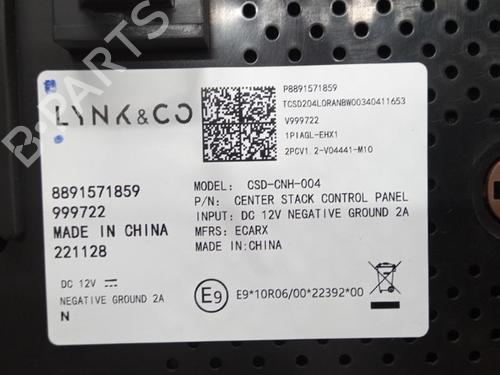 LYNK&CO
P8891571859
TCSD204L0RANBW00340411653
V999722
1PIAGL-EHX1
2PCV1.2-V04441-M10
8891571859
999722
MADE IN CHINA
221128
MODEL: CSD-CNH-004
P/N: CENTER STACK CONTROL PANEL
INPUT: DC 12V NEGATIVE GROUND 2A
MFRS: ECARX
MADE IN:CHINA
DC 12V
NEGATIVE GROUND 2A
N
E9
E9*10R06/00*22392*00